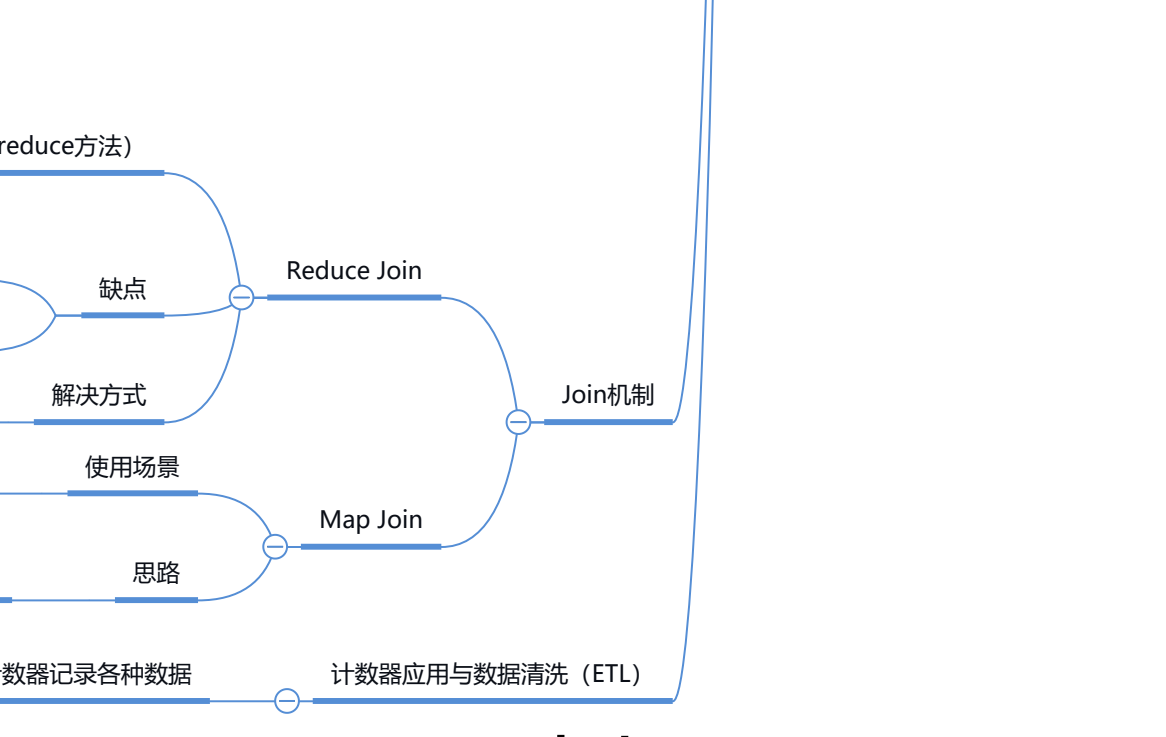 reduce方法）
Reduce Join
缺点
Join机制
解决方式
使用场景
Map Join
思路
数器记录各种数据
计数器应用与数据清洗（ETL）